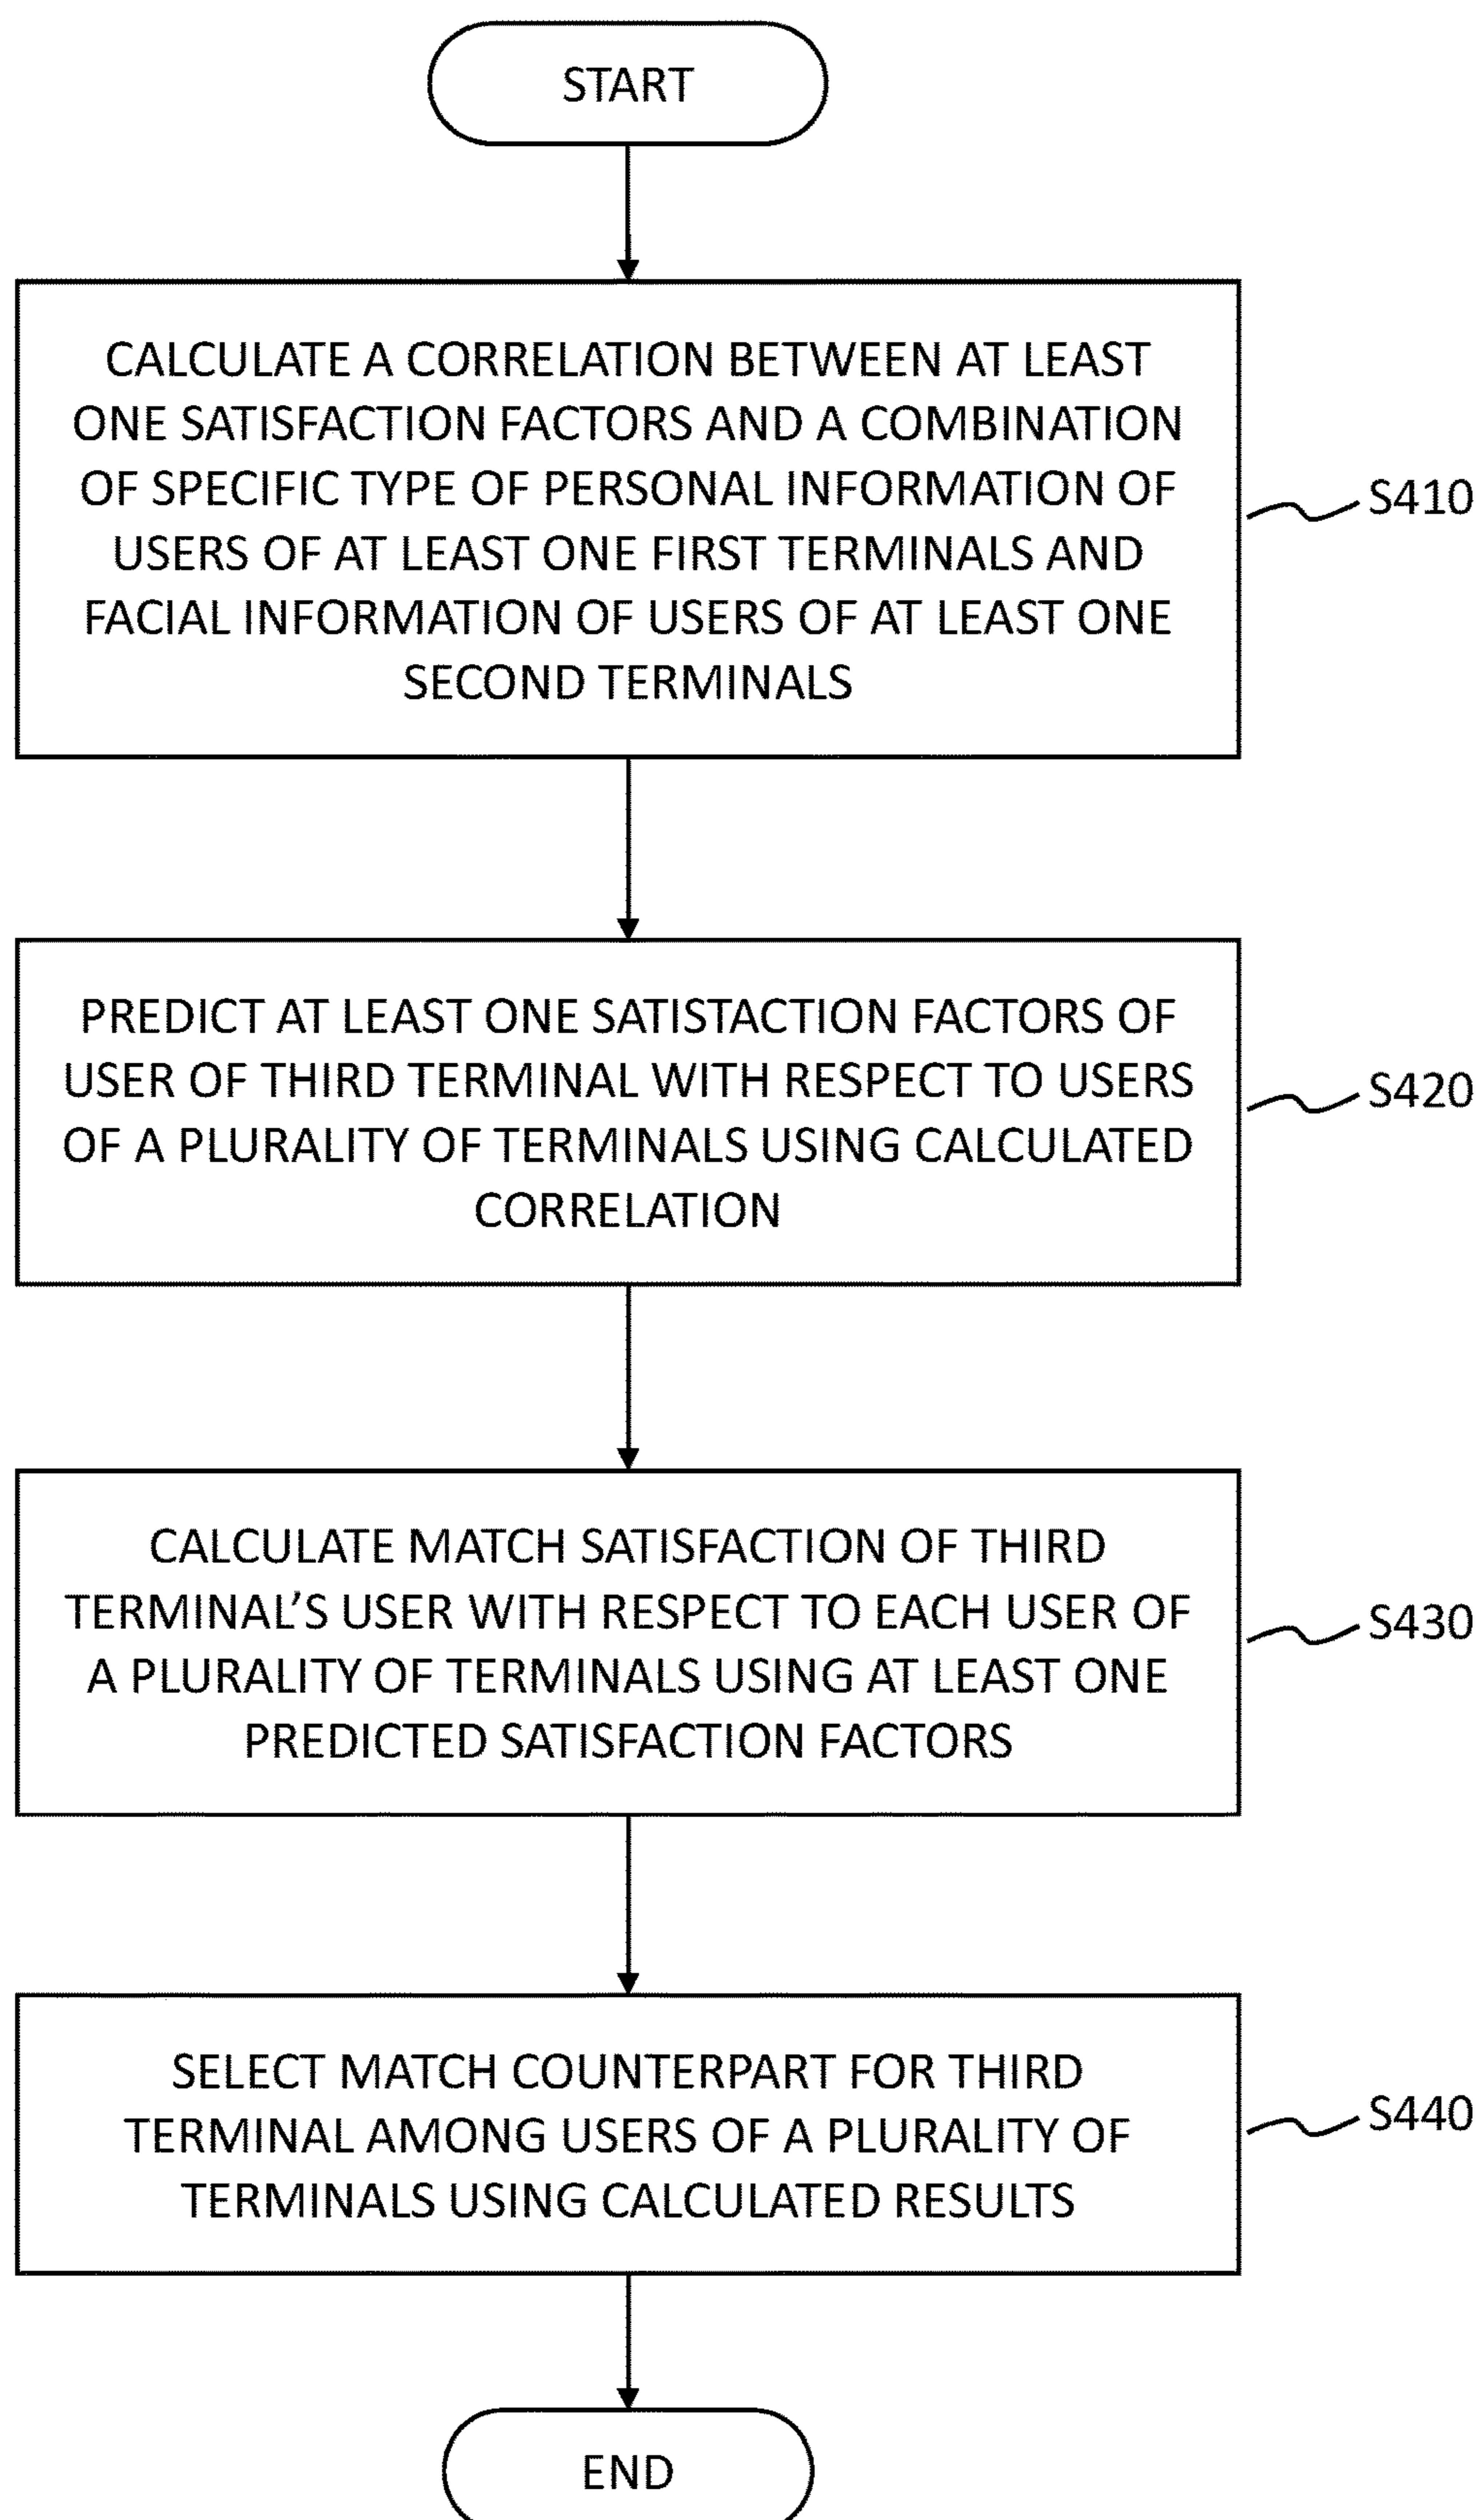 START
CALCULATE A CORRELATION BETWEEN AT LEAST
ONE SATISFACTION FACTORS AND A COMBINATION
OF SPECIFIC TYPE OF PERSONAL INFORMATION OF
USERS OF AT LEAST ONE FIRST TERMINALS AND
FACIAL INFORMATION OF USERS OF AT LEAST ONE
SECOND TERMINALS
S410
PREDICT AT LEAST ONE SATISTACTION FACTORS OF
USER OF THIRD TERMINAL WITH RESPECT TO USERS
OF A PLURALITY OF TERMINALS USING CALCULATED
CORRELATION
S420
CALCULATE MATCH SATISFACTION OF THIRD
TERMINAL'S USER WITH RESPECT TO EACH USER OF
A PLURALITY OF TERMINALS USING AT LEAST ONE
PREDICTED SATISFACTION FACTORS
S430
SELECT MATCH COUNTERPART FOR THIRD
TERMINAL AMONG USERS OF A PLURALITY OF
TERMINALS USING CALCULATED RESULTS
S440
END